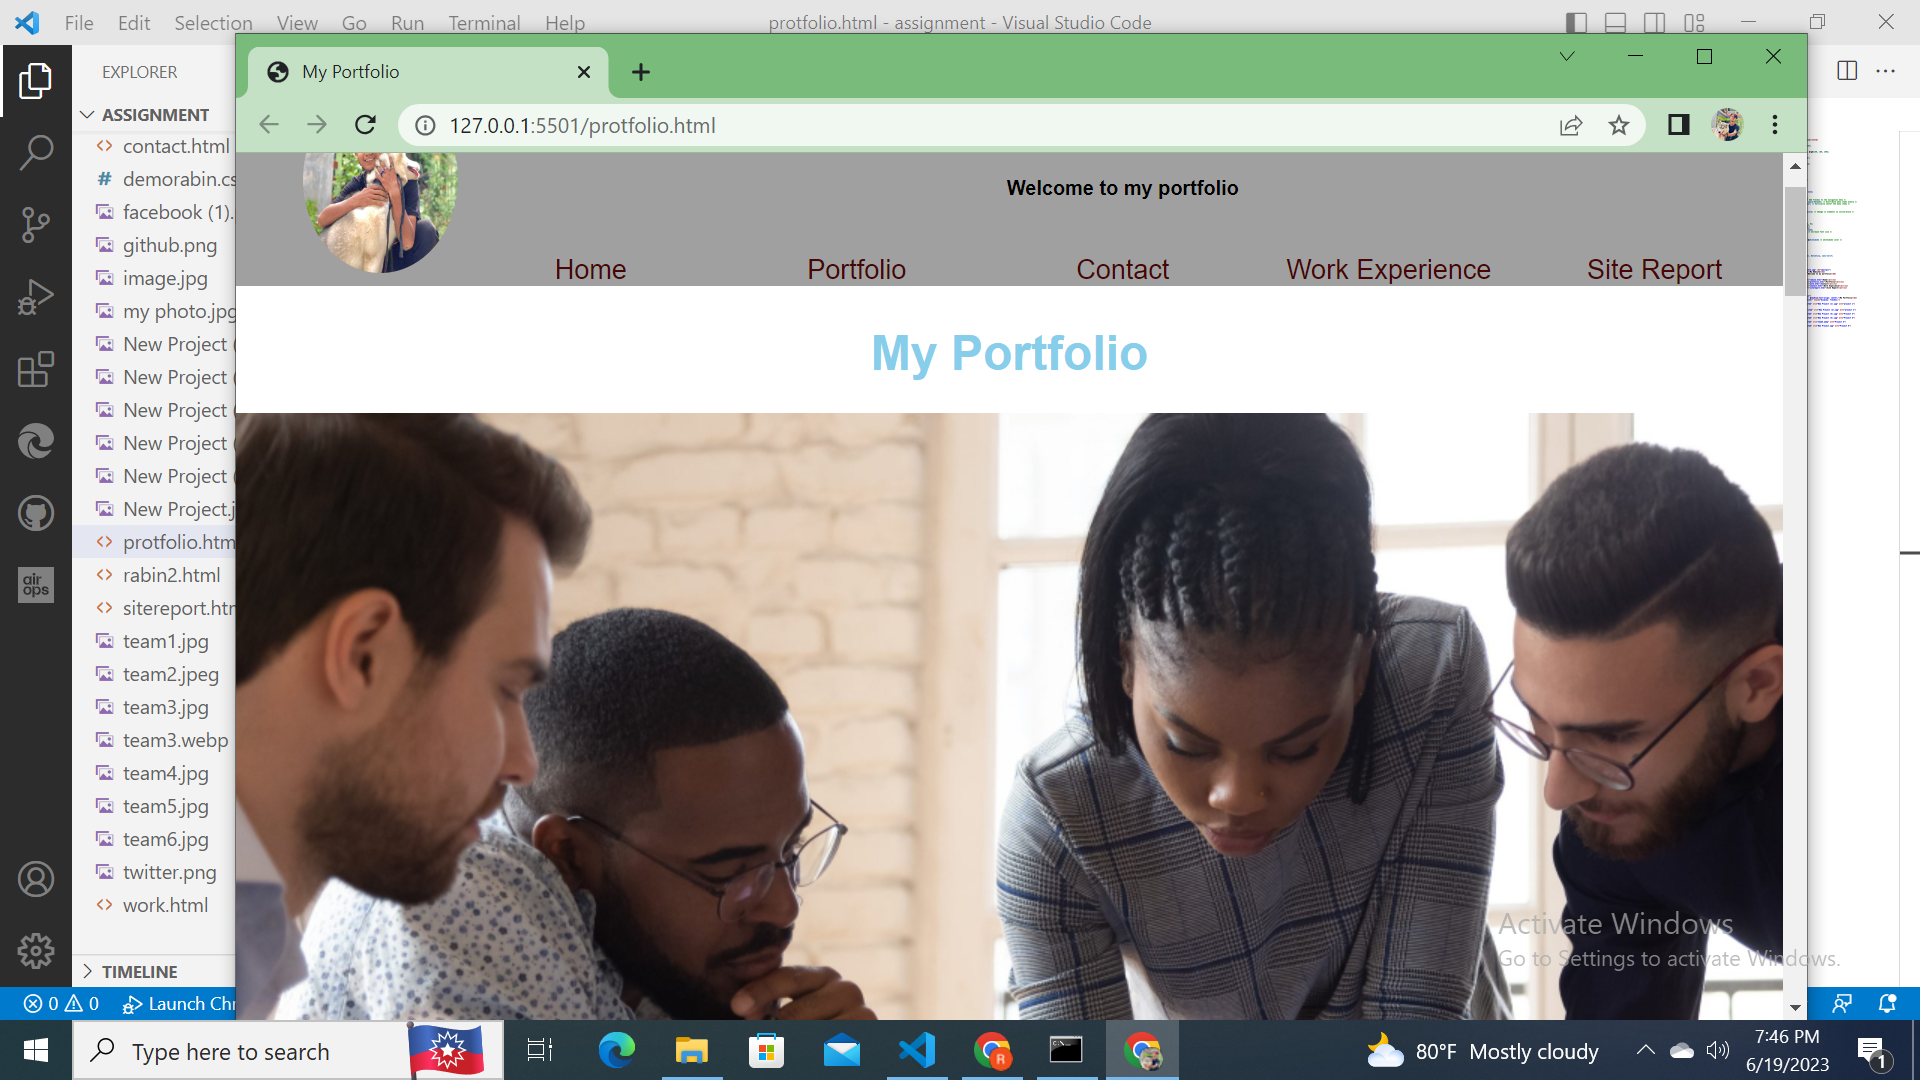 File Edit Selection View Go Run Terminal Help
protfolio.html - assignment - Visual Studio Code
EXPLORER
ASSIGNMENT
contact.html
demorabin.cs
facebook (1).
github.png
image.jpg
my photo.jpg
New Project (
New Project (
New Project (
New Project (
New Project (
New Project.j
protfolio.htm
rabin2.html
sitereport.htm
team1.jpg
team2.jpeg
team3.jpg
team3.webp
team4.jpg
team5.jpg
team6.jpg
twitter.png
work.html
TIMELINE
air
ops
0 0 Launch Chr
My Portfolio
127.0.0.1:5501/protfolio.html
Welcome to my portfolio
Home Portfolio Contact Work Experience Site Report
My Portfolio
Activate Windows
Go to Settings to activate Windows.
Type here to search
R
80°F Mostly cloudy
7:46 PM
6/19/2023
1